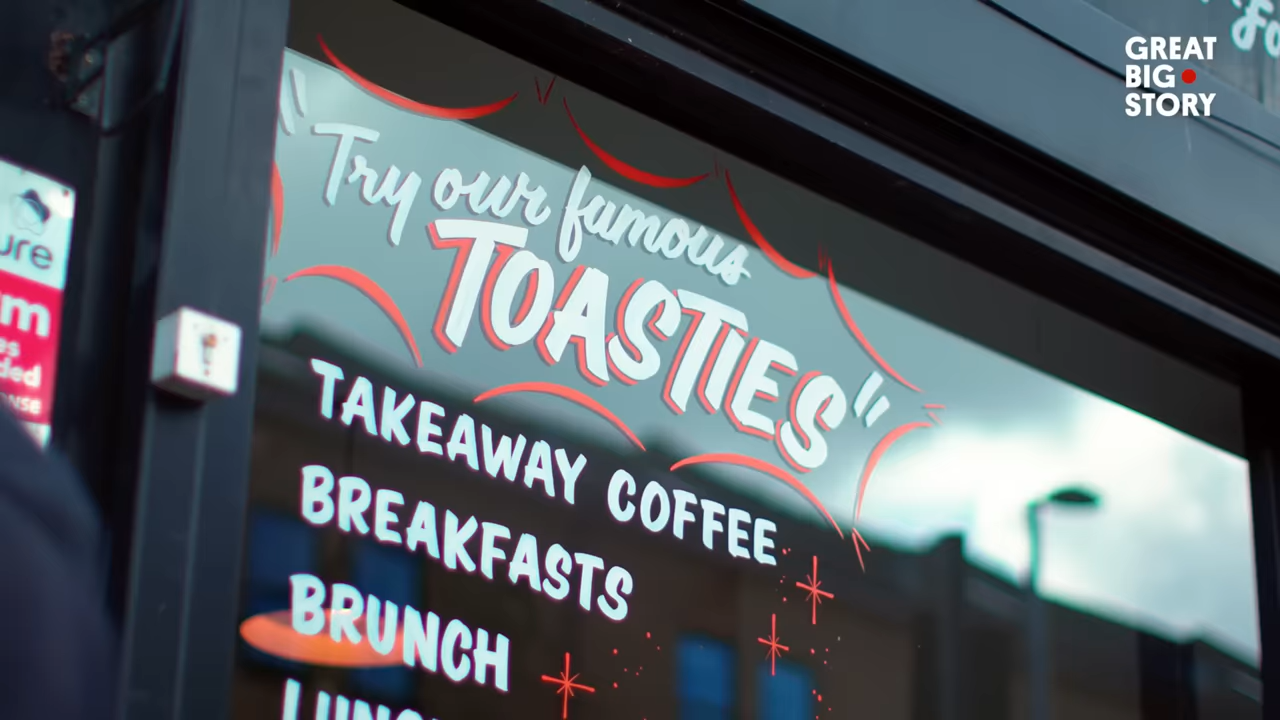 GREAT
BIG
STORY
"Try our famous
TOASTIES"
TAKEAWAY COFFEE
BREAKFASTS
BRUNCH